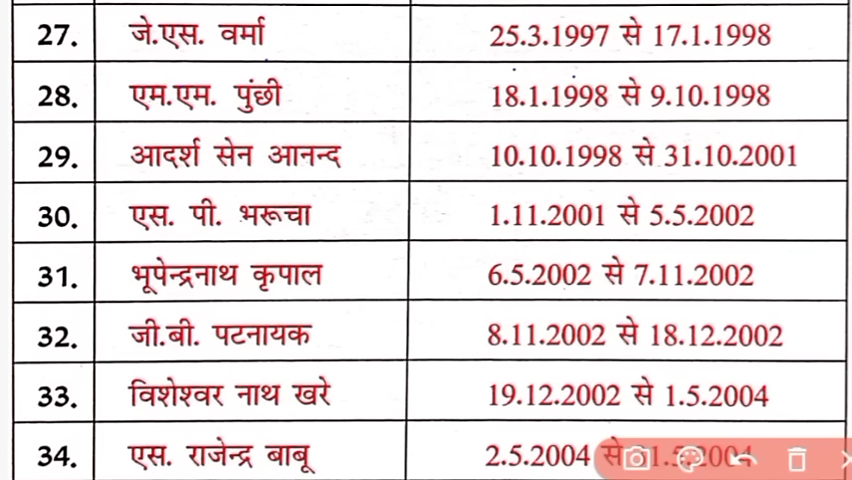 27. जे.एस. वर्मा 25.3.1997 से 17.1.1998
28. एम.एम. पुंछी 18.1.1998 से 9.10.1998
29. आदर्श सेन आनन्द 10.10.1998 से 31.10.2001
30. एस. पी. भरूचा 1.11.2001 से 5.5.2002
31. भूपेन्द्रनाथ कृपाल 6.5.2002 से 7.11.2002
32. जी.बी. पटनायक 8.11.2002 से 18.12.2002
33. विशेश्वर नाथ खरे 19.12.2002 से 1.5.2004
34. एस. राजेन्द्र बाबू 2.5.2004 से